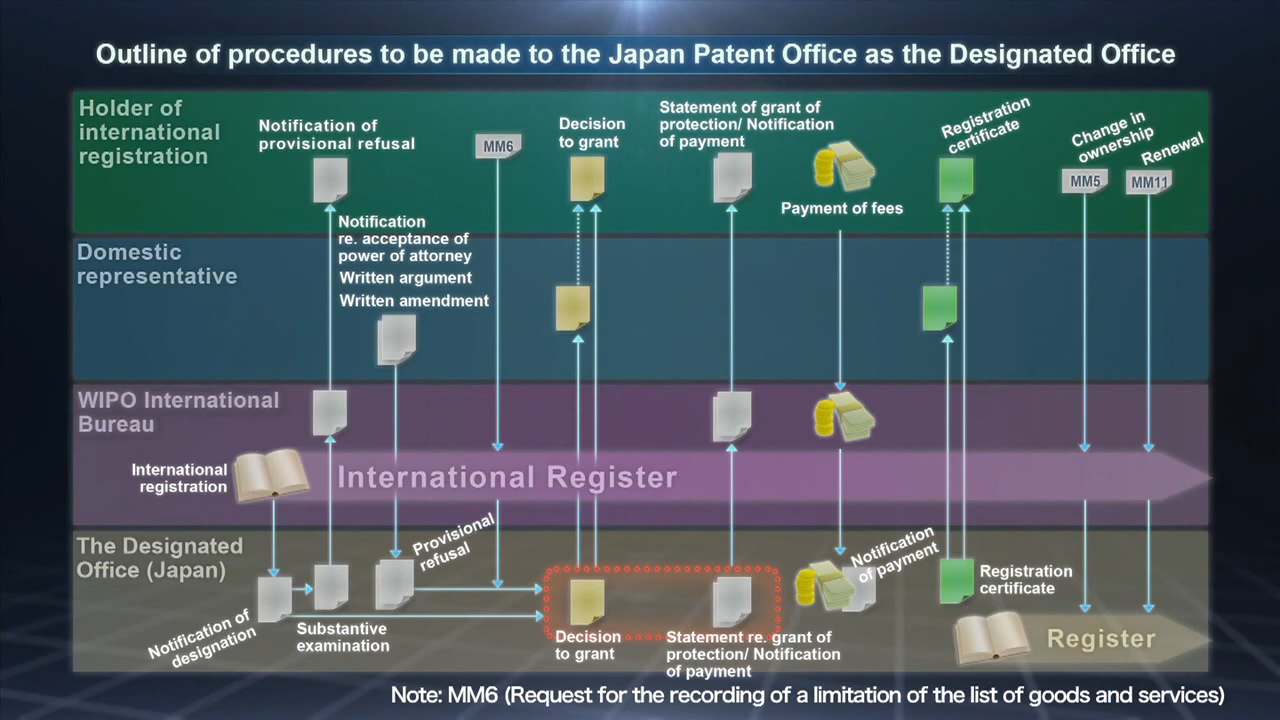 Outline of procedures to be made to the Japan Patent Office as the Designated Office
Holder of
international
registration
Notification of
provisional refusal
MM6
Decision
to grant
Statement of grant of
protection/ Notification
of payment
Payment of fees
Registration
certificate
Change in
ownership
MM5
Renewal
MM11
Notification
re. acceptance of
power of attorney
Written argument
Written amendment
Domestic
representative
WIPO International
Bureau
International
registration
International Register
The Designated
Office (Japan)
Notification of
designation
Substantive
examination
Provisional
refusal
Decision
to grant
Statement re. grant of
protection/ Notification
of payment
Notification
of payment
Registration
certificate
Register
Note: MM6 (Request for the recording of a limitation of the list of goods and services)